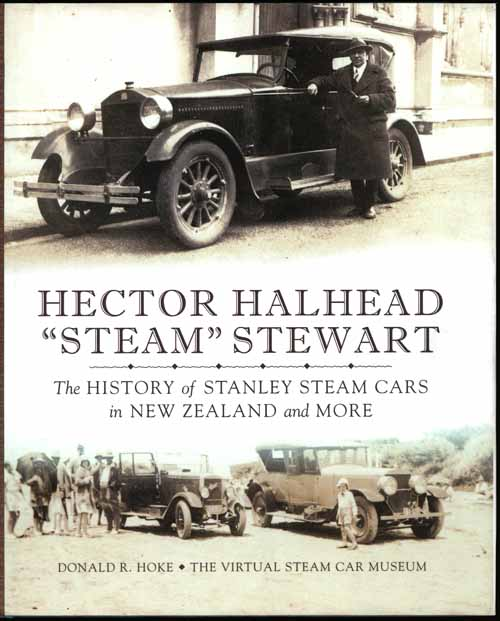 HECTOR HALHEAD
“STEAM” STEWART
The HISTORY of STANLEY STEAM CARS
in NEW ZEALAND and MORE
DONALD R. HOKE ◆ THE VIRTUAL STEAM CAR MUSEUM